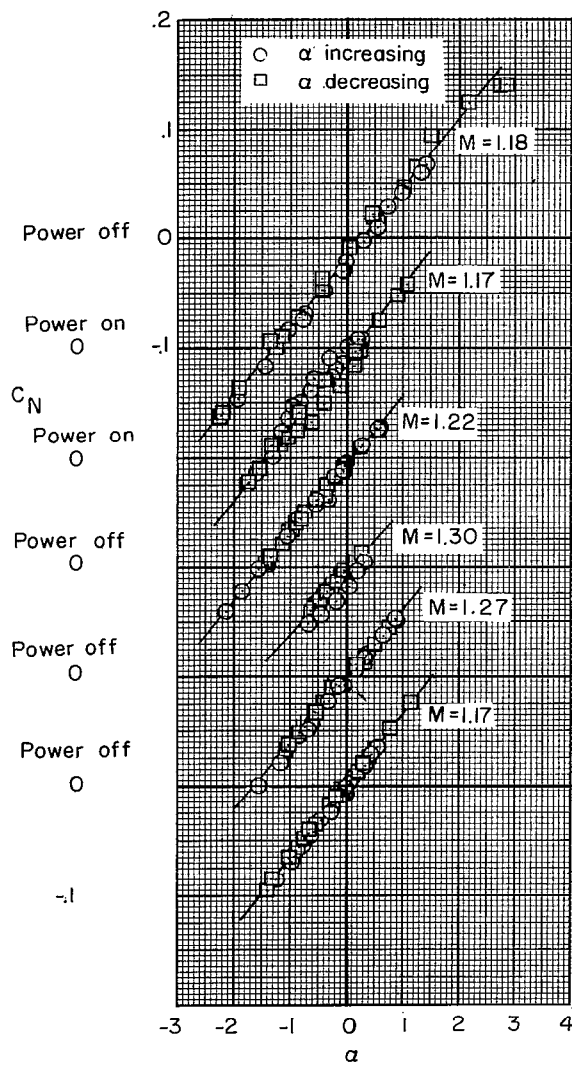 .2
○ α increasing
□ α decreasing
.1
M = 1.18
Power off
0
M = 1.17
Power on
0
-.1
C_N
Power on
0
M = 1.22
Power off
0
M = 1.30
M = 1.27
Power off
0
Power off
0
M = 1.17
-.1
-3 -2 -1 0 1 2 3 4
α